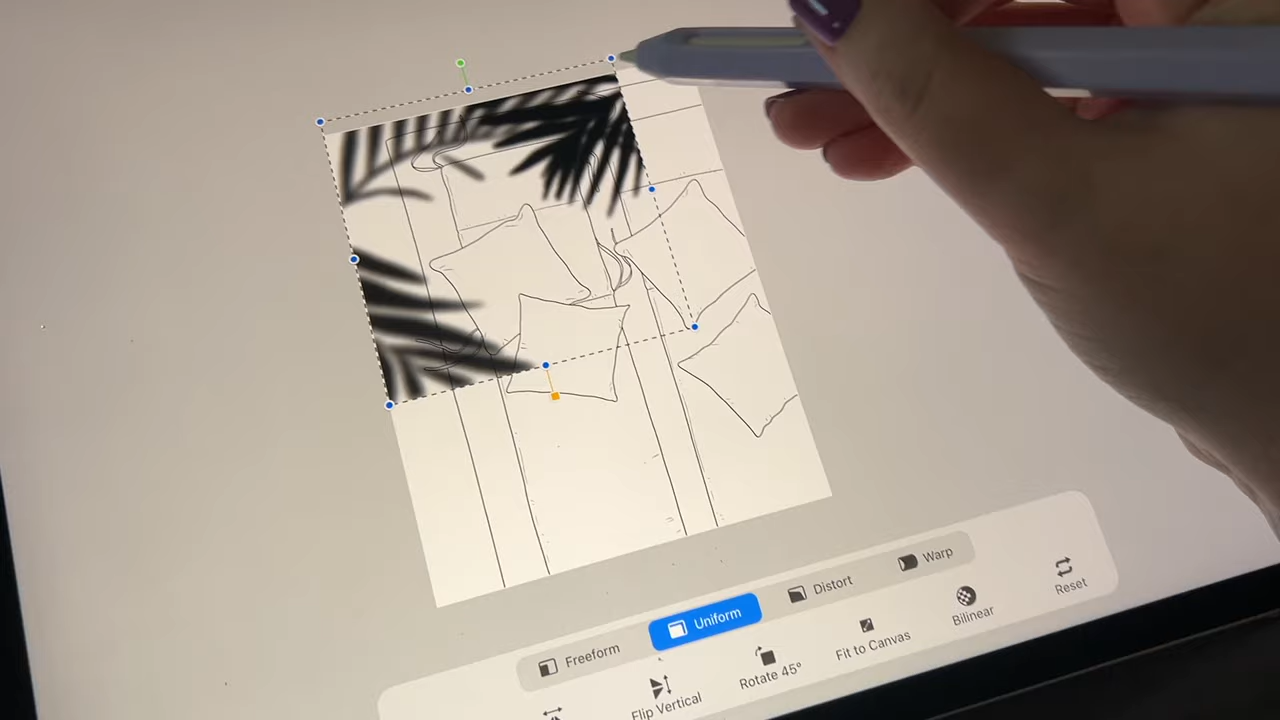 Freeform
Uniform
Distort
Warp
Flip Vertical
Rotate 45°
Fit to Canvas
Bilinear
Reset